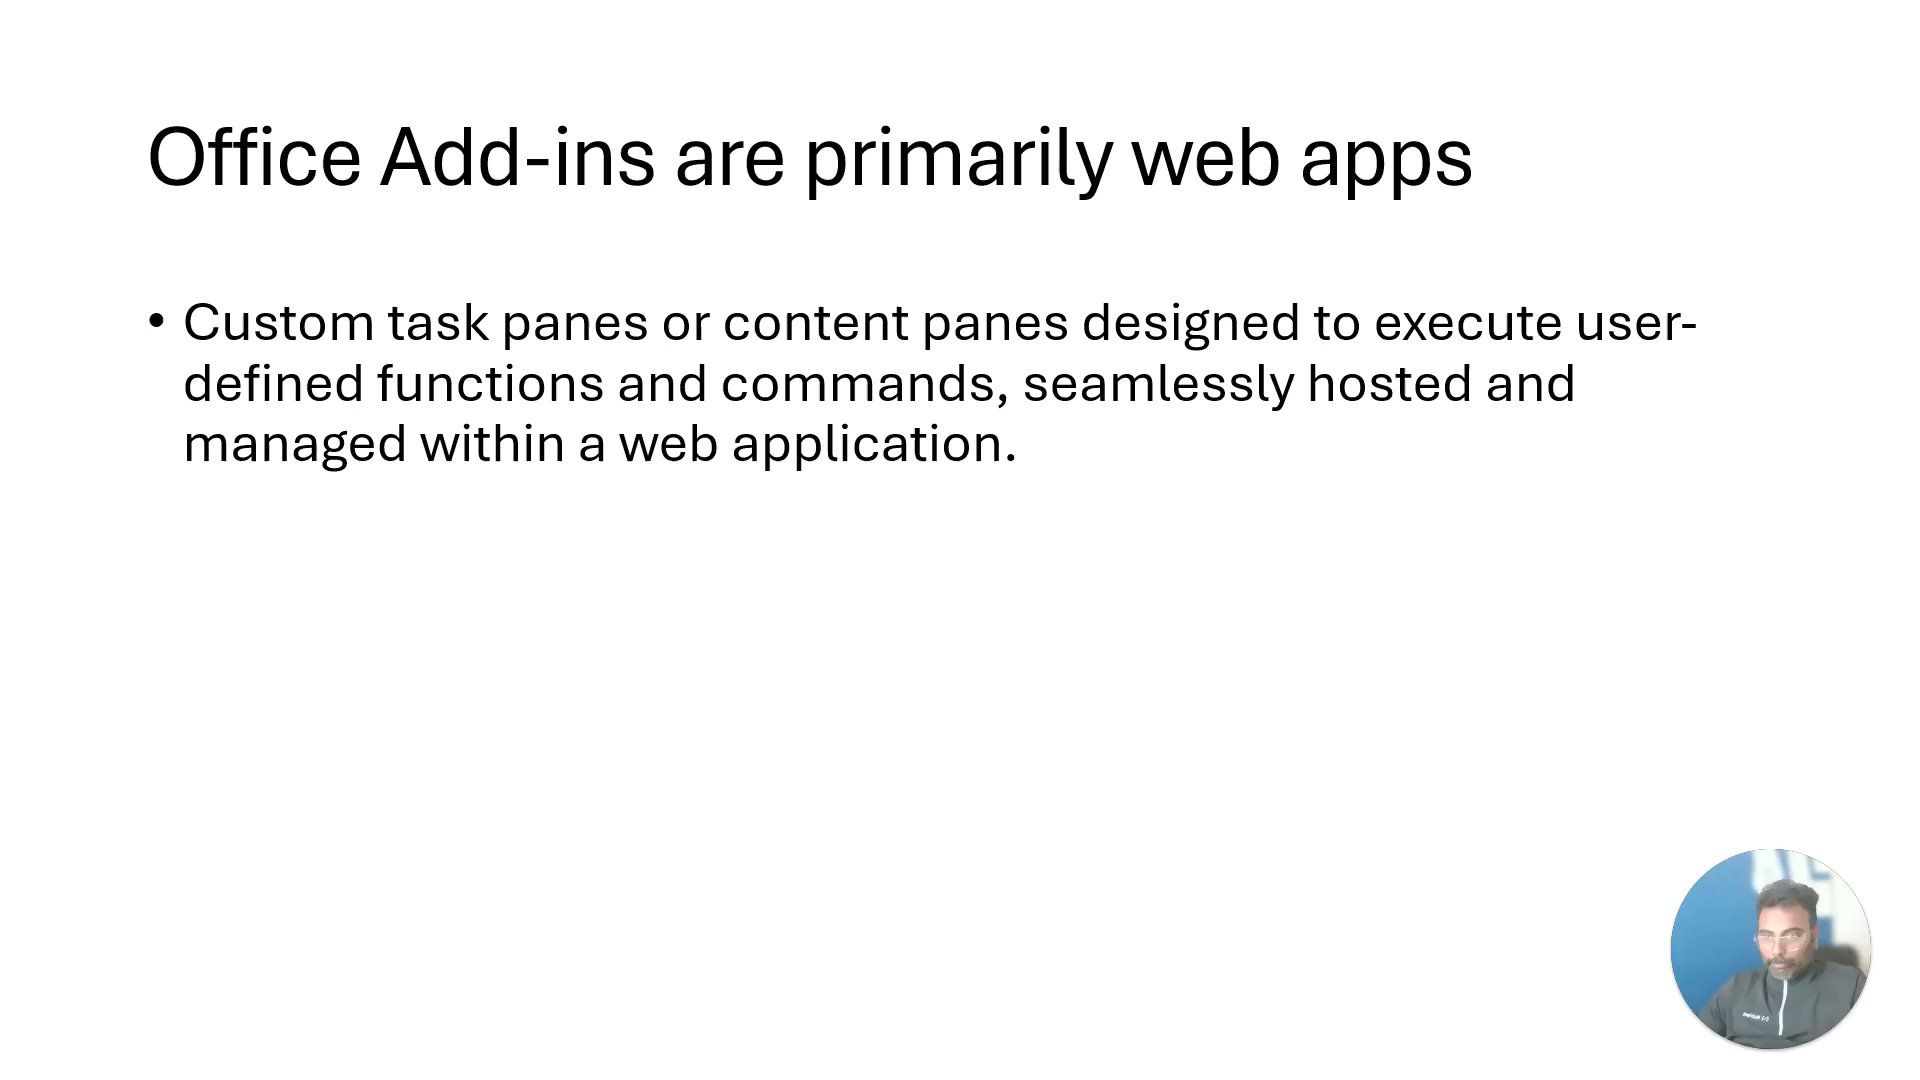 Office Add-ins are primarily web apps
• Custom task panes or content panes designed to execute user-
defined functions and commands, seamlessly hosted and
managed within a web application.